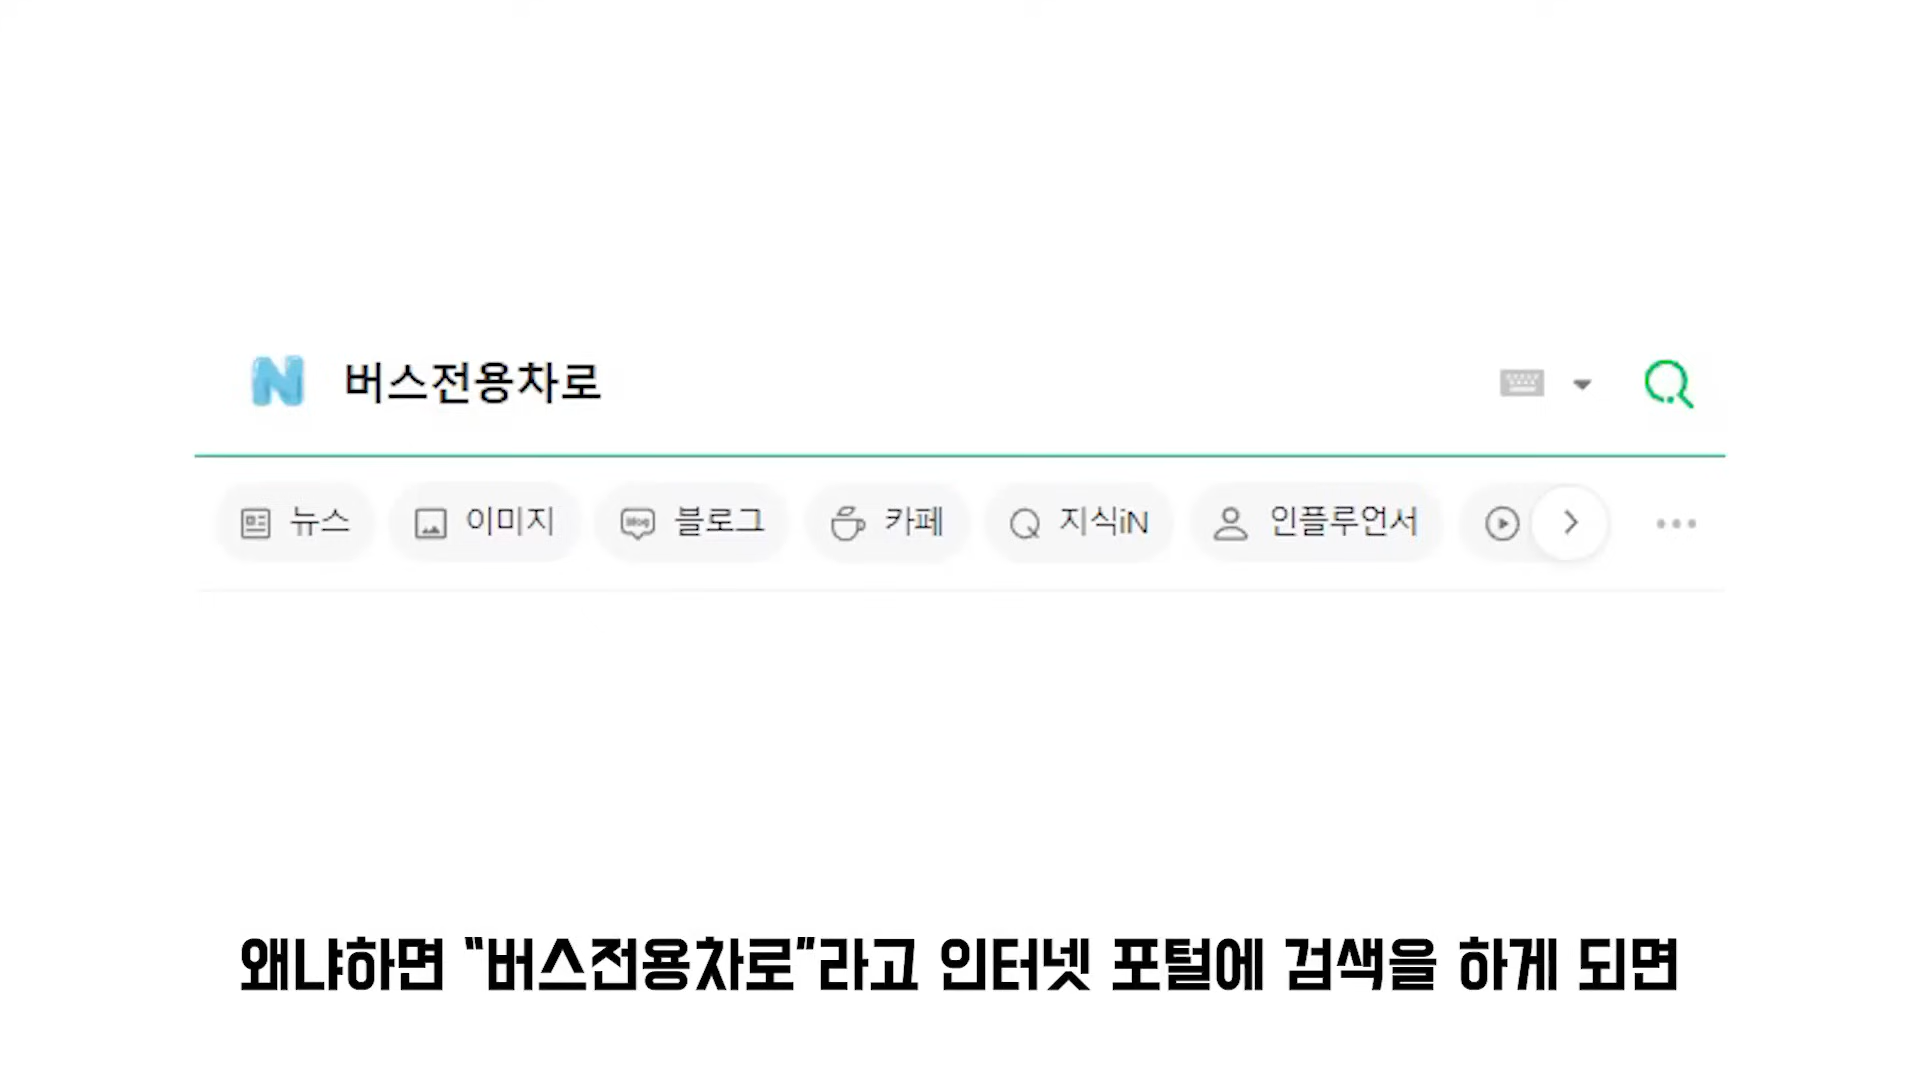 N 버스전용차로
뉴스 이미지 Blog 블로그 카페 지식iN 인플루언서
왜냐하면 "버스전용차로"라고 인터넷 포털에 검색을 하게 되면